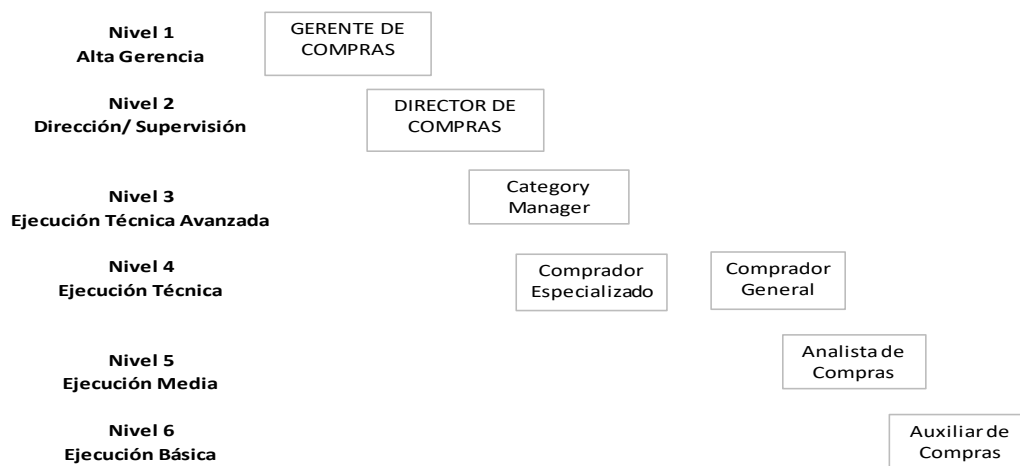 Nivel 1
Alta Gerencia
GERENTE DE
COMPRAS
Nivel 2
Dirección/ Supervisión
DIRECTOR DE
COMPRAS
Nivel 3
Ejecución Técnica Avanzada
Category
Manager
Nivel 4
Ejecución Técnica
Comprador
Especializado
Comprador
General
Nivel 5
Ejecución Media
Analista de
Compras
Nivel 6
Ejecución Básica
Auxiliar de
Compras